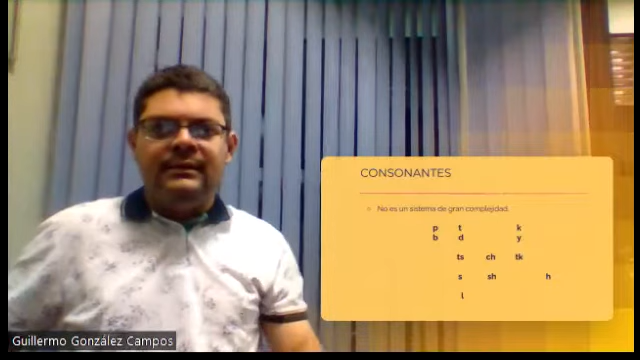 CONSONANTES
No es un sistema de gran complejidad.
p t k
b d y
ts ch tk
s sh h
l
Guillermo González Campos